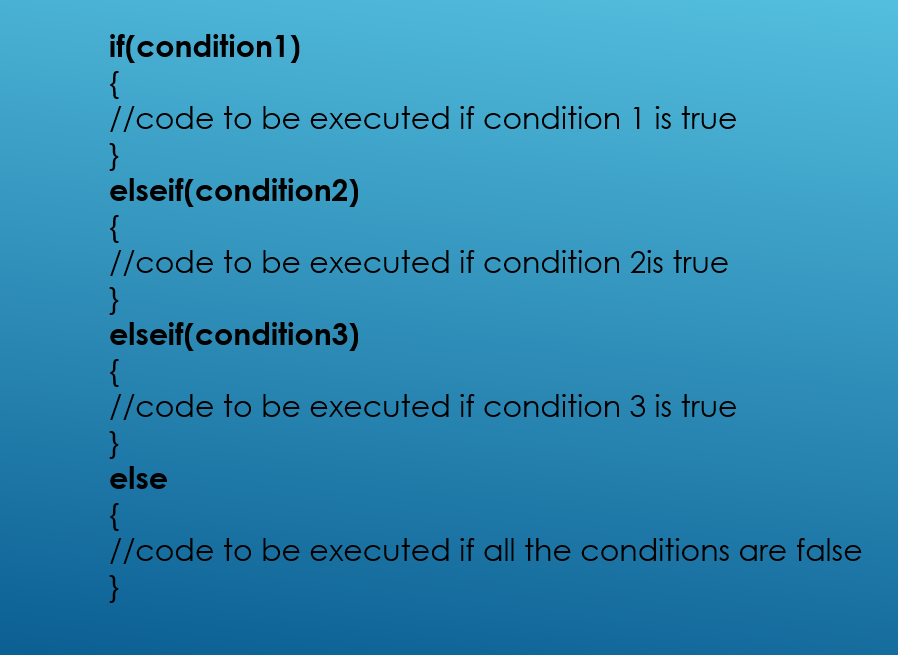 if(condition1)
{
//code to be executed if condition 1 is true
}
elseif(condition2)
{
//code to be executed if condition 2is true
}
elseif(condition3)
{
//code to be executed if condition 3 is true
}
else
{
//code to be executed if all the conditions are false
}